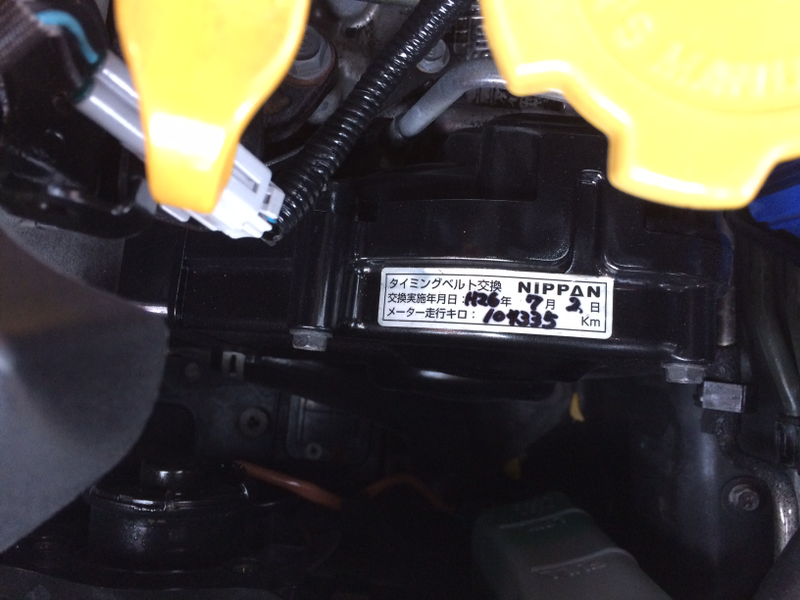 タイミングベルト交換 NIPPAN
交換実施年月日：H26年 7月 2日
メーター走行キロ：104335 Km